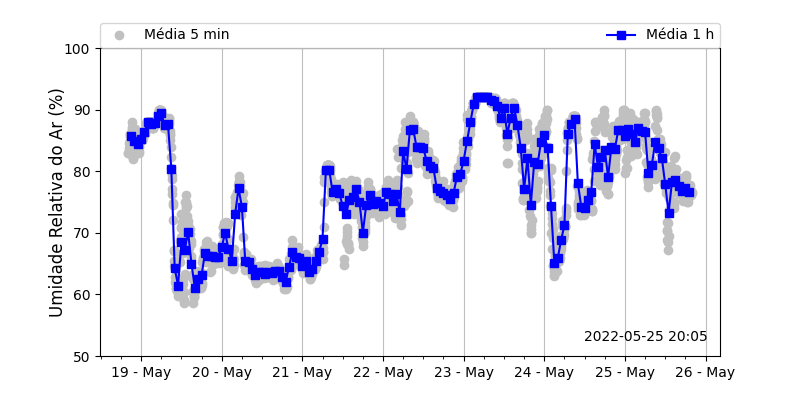 Média 5 min
Média 1 h
Umidade Relativa do Ar (%)
100
90
80
70
60
50
2022-05-25 20:05
19 - May
20 - May
21 - May
22 - May
23 - May
24 - May
25 - May
26 - May